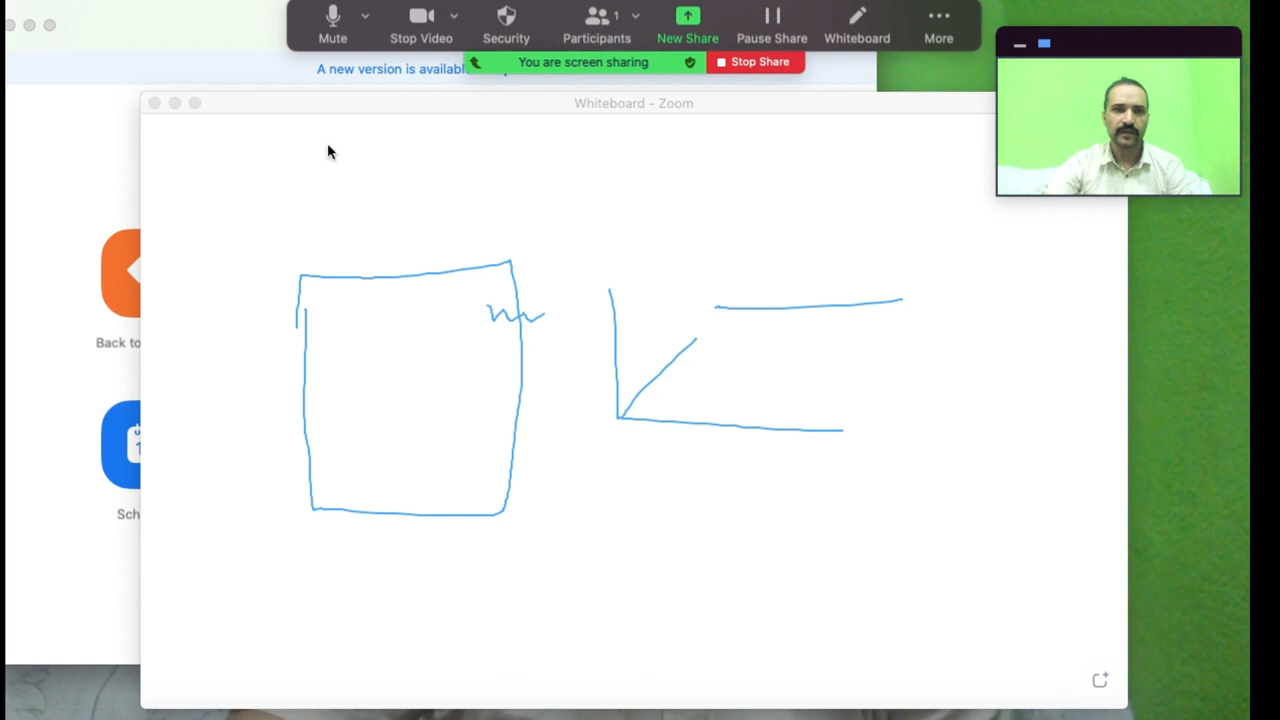 Mute
Stop Video
Security
Participants
1
New Share
Pause Share
Whiteboard
More
A new version is availab
You are screen sharing
Stop Share
Whiteboard - Zoom
Back to
1
Sch